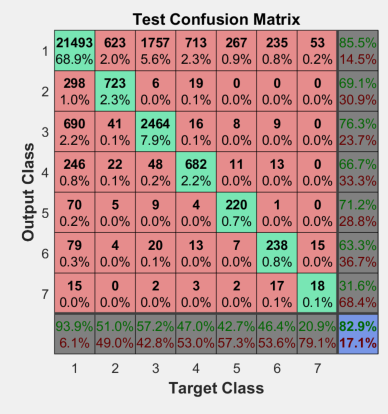 Test Confusion Matrix
1 21493 623 1757 713 267 235 53 85.5%
68.9% 2.0% 5.6% 2.3% 0.9% 0.8% 0.2% 14.5%
2 298 723 6 19 0 0 0 69.1%
1.0% 2.3% 0.0% 0.1% 0.0% 0.0% 0.0% 30.9%
3 690 41 2464 16 8 9 0 76.3%
2.2% 0.1% 7.9% 0.1% 0.0% 0.0% 0.0% 23.7%
4 246 22 48 682 11 13 0 66.7%
0.8% 0.1% 0.2% 2.2% 0.0% 0.0% 0.0% 33.3%
5 70 5 9 4 220 1 0 71.2%
0.2% 0.0% 0.0% 0.0% 0.7% 0.0% 0.0% 28.8%
6 79 4 20 13 7 238 15 63.3%
0.3% 0.0% 0.1% 0.0% 0.0% 0.8% 0.0% 36.7%
7 15 0 2 3 2 17 18 31.6%
0.0% 0.0% 0.0% 0.0% 0.0% 0.1% 0.1% 68.4%
93.9% 51.0% 57.2% 47.0% 42.7% 46.4% 20.9% 82.9%
6.1% 49.0% 42.8% 53.0% 57.3% 53.6% 79.1% 17.1%
1 2 3 4 5 6 7
Target Class
Output Class